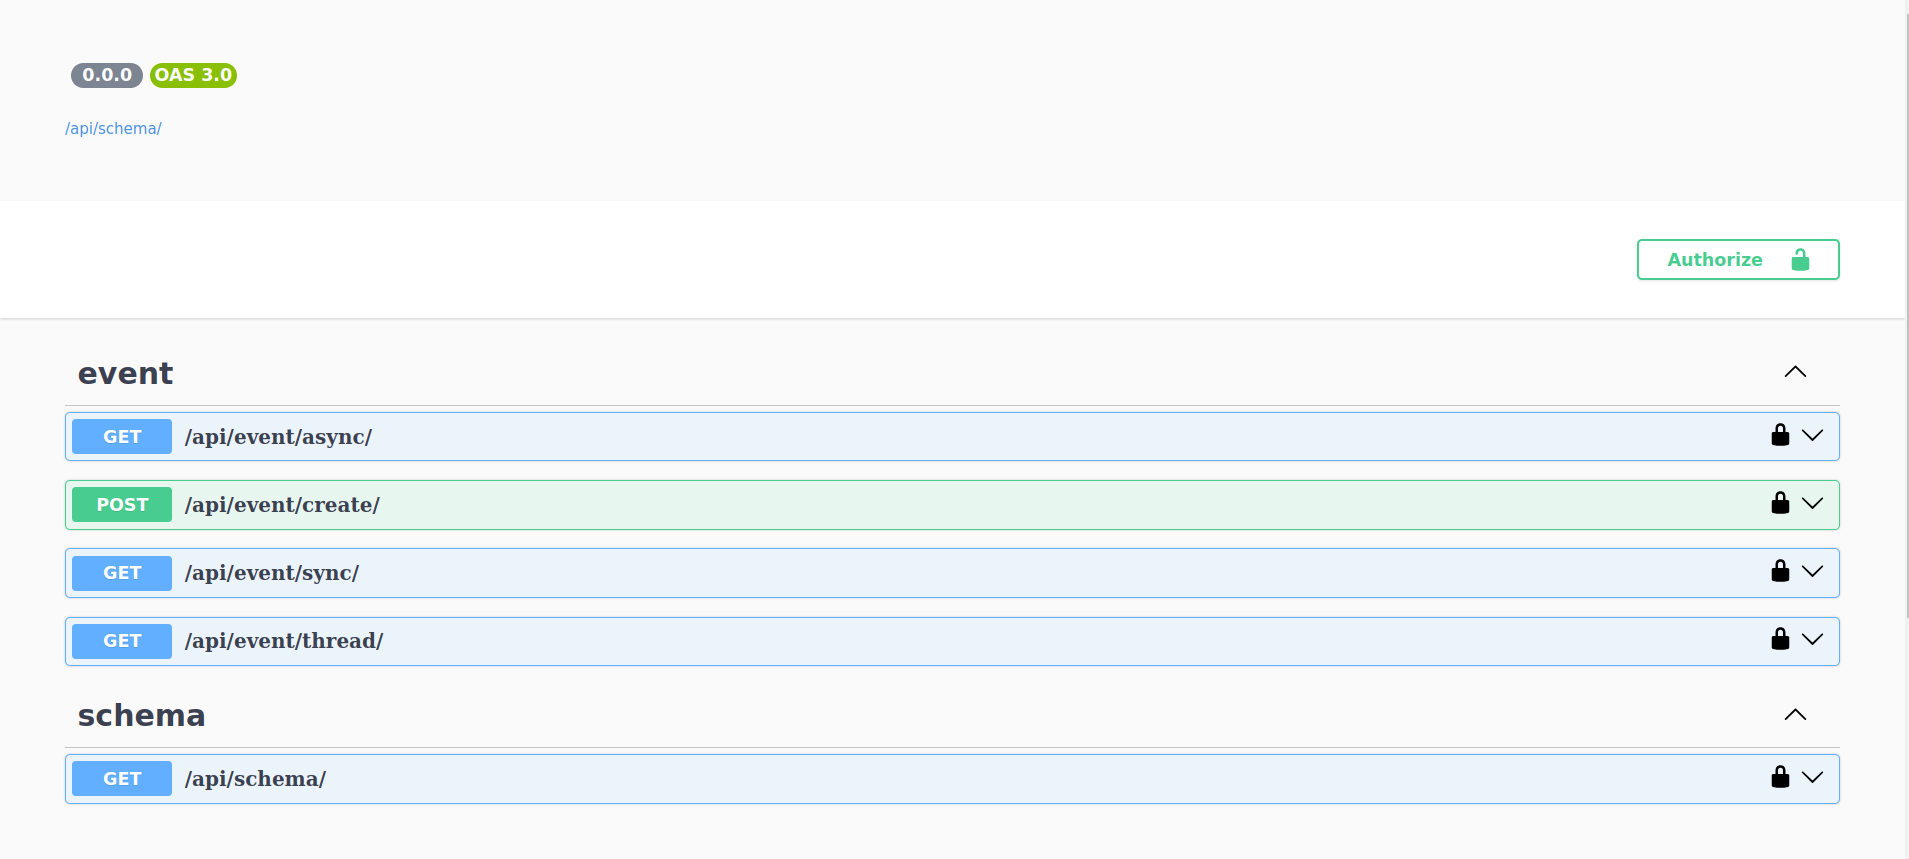 0.0.0 OAS 3.0
/api/schema/
Authorize
event
GET /api/event/async/
POST /api/event/create/
GET /api/event/sync/
GET /api/event/thread/
schema
GET /api/schema/